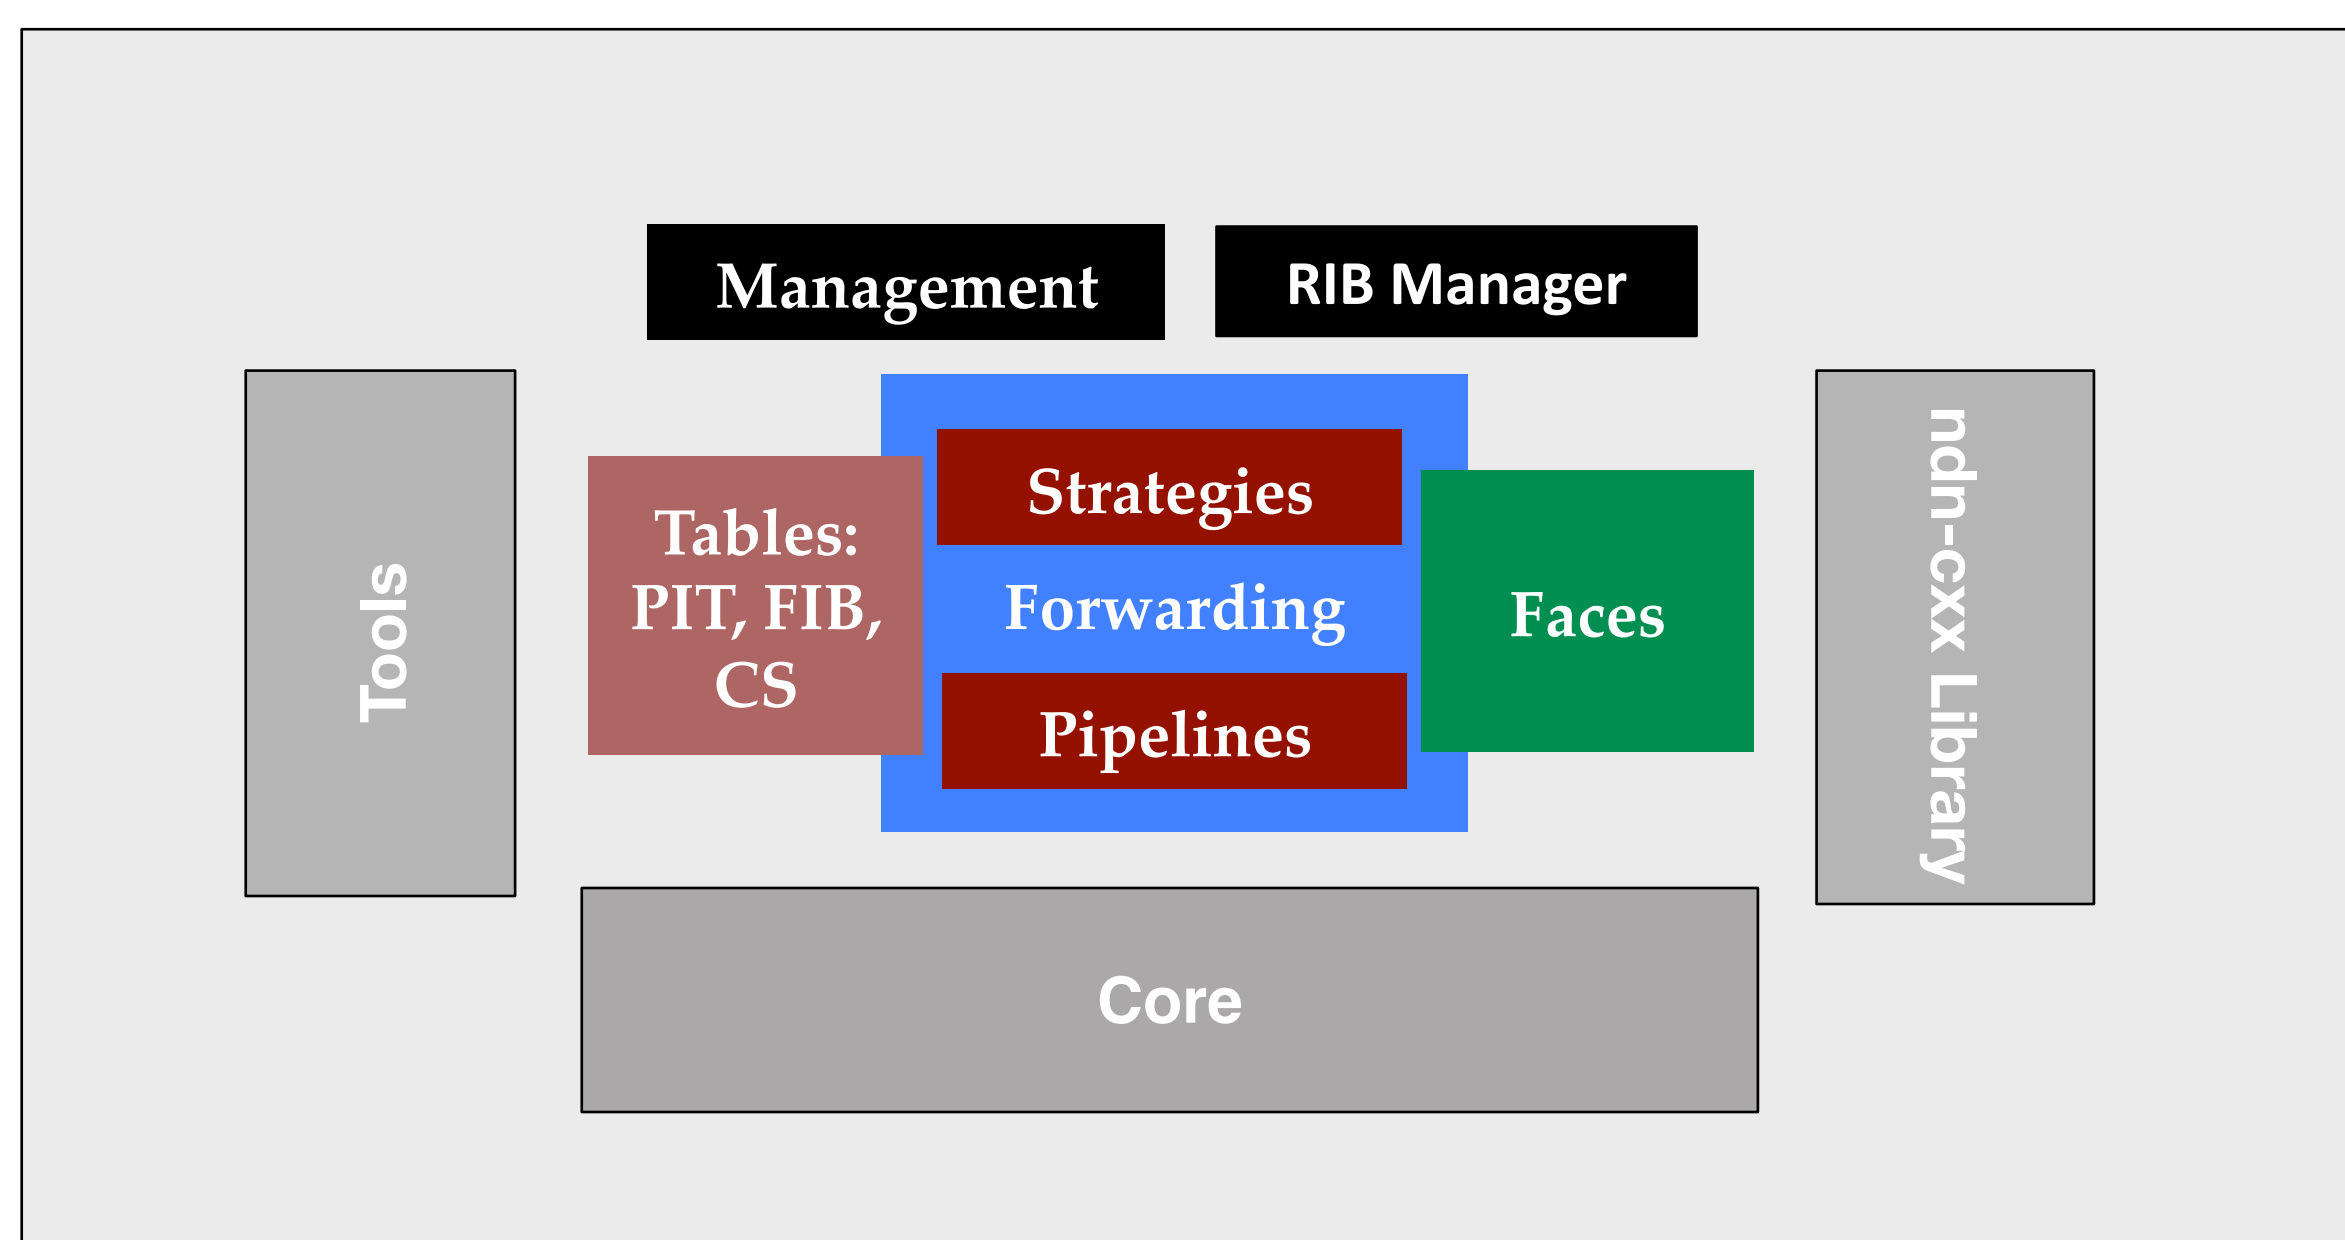 Management
RIB Manager
Tools
Tables:
PIT, FIB,
CS
Strategies
Forwarding
Pipelines
Faces
ndn-cxx Library
Core